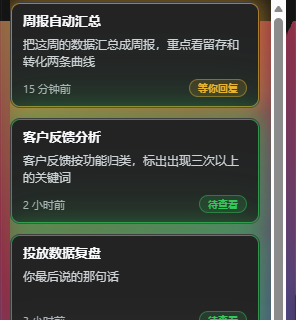 周报自动汇总
把这周的数据汇总成周报，重点看留存和
转化两条曲线
15 分钟前 等你回复
客户反馈分析
客户反馈按功能归类，标出出现三次以上
的关键词
2 小时前 待查看
投放数据复盘
你最后说的那句话
3 小时前 待查看